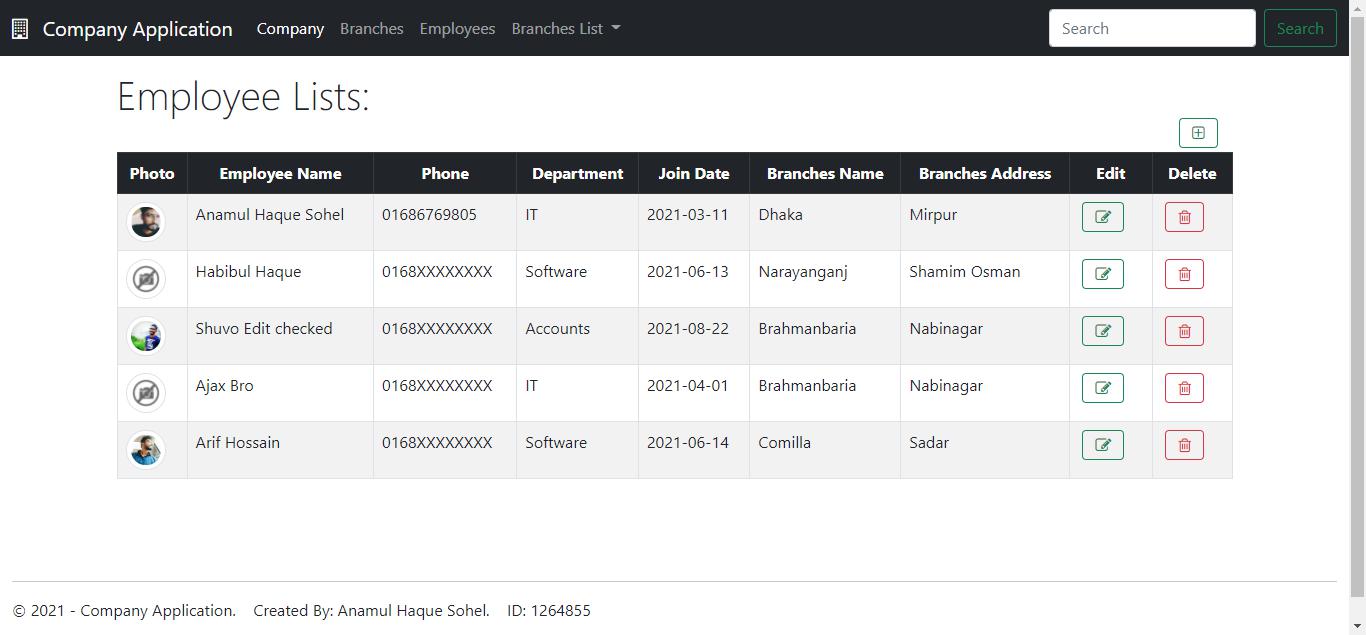 Company Application Company Branches Employees Branches List Search Search
Employee Lists:
Photo Employee Name Phone Department Join Date Branches Name Branches Address Edit Delete
Anamul Haque Sohel 01686769805 IT 2021-03-11 Dhaka Mirpur
Habibul Haque 0168XXXXXXXX Software 2021-06-13 Narayanganj Shamim Osman
Shuvo Edit checked 0168XXXXXXXX Accounts 2021-08-22 Brahmanbaria Nabinagar
Ajax Bro 0168XXXXXXXX IT 2021-04-01 Brahmanbaria Nabinagar
Arif Hossain 0168XXXXXXXX Software 2021-06-14 Comilla Sadar
© 2021 - Company Application. Created By: Anamul Haque Sohel. ID: 1264855